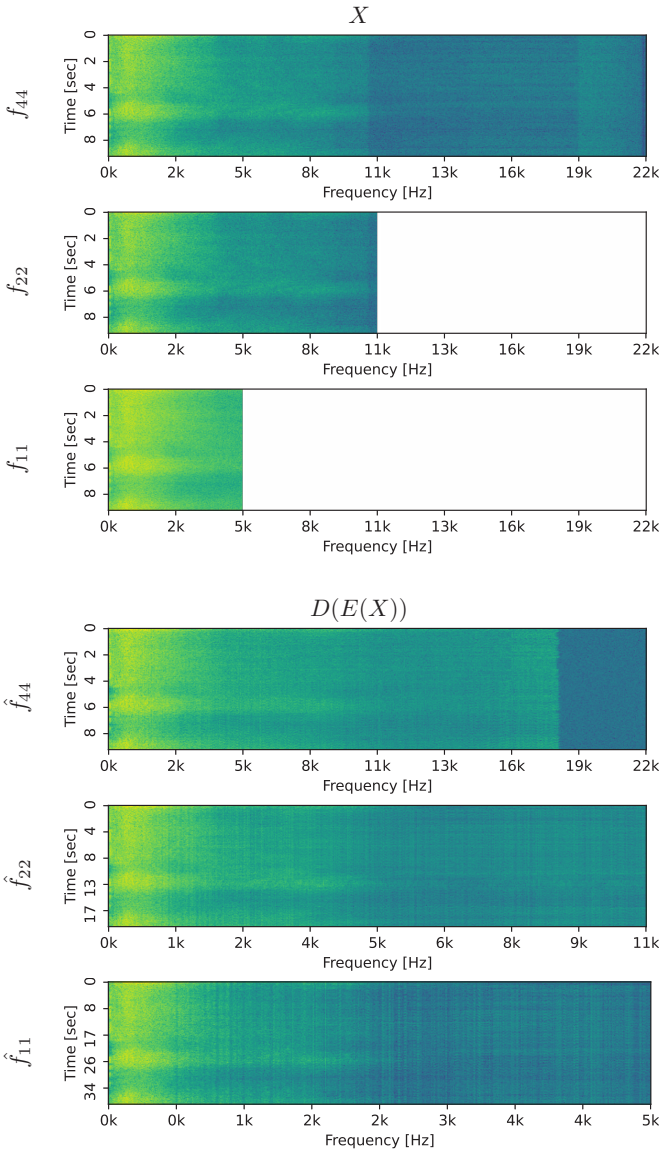 X
f44
Time [sec]
0
2
4
6
8
0k 2k 5k 8k 11k 13k 16k 19k 22k
Frequency [Hz]
f22
Time [sec]
0
2
4
6
8
0k 2k 5k 8k 11k 13k 16k 19k 22k
Frequency [Hz]
f11
Time [sec]
0
2
4
6
8
0k 2k 5k 8k 11k 13k 16k 19k 22k
Frequency [Hz]
D(E(X))
f̂44
Time [sec]
0
2
4
6
8
0k 2k 5k 8k 11k 13k 16k 19k 22k
Frequency [Hz]
f̂22
Time [sec]
0
4
8
13
17
0k 1k 2k 4k 5k 6k 8k 9k 11k
Frequency [Hz]
f̂11
Time [sec]
0
8
17
26
34
0k 0k 1k 2k 2k 3k 4k 4k 5k
Frequency [Hz]